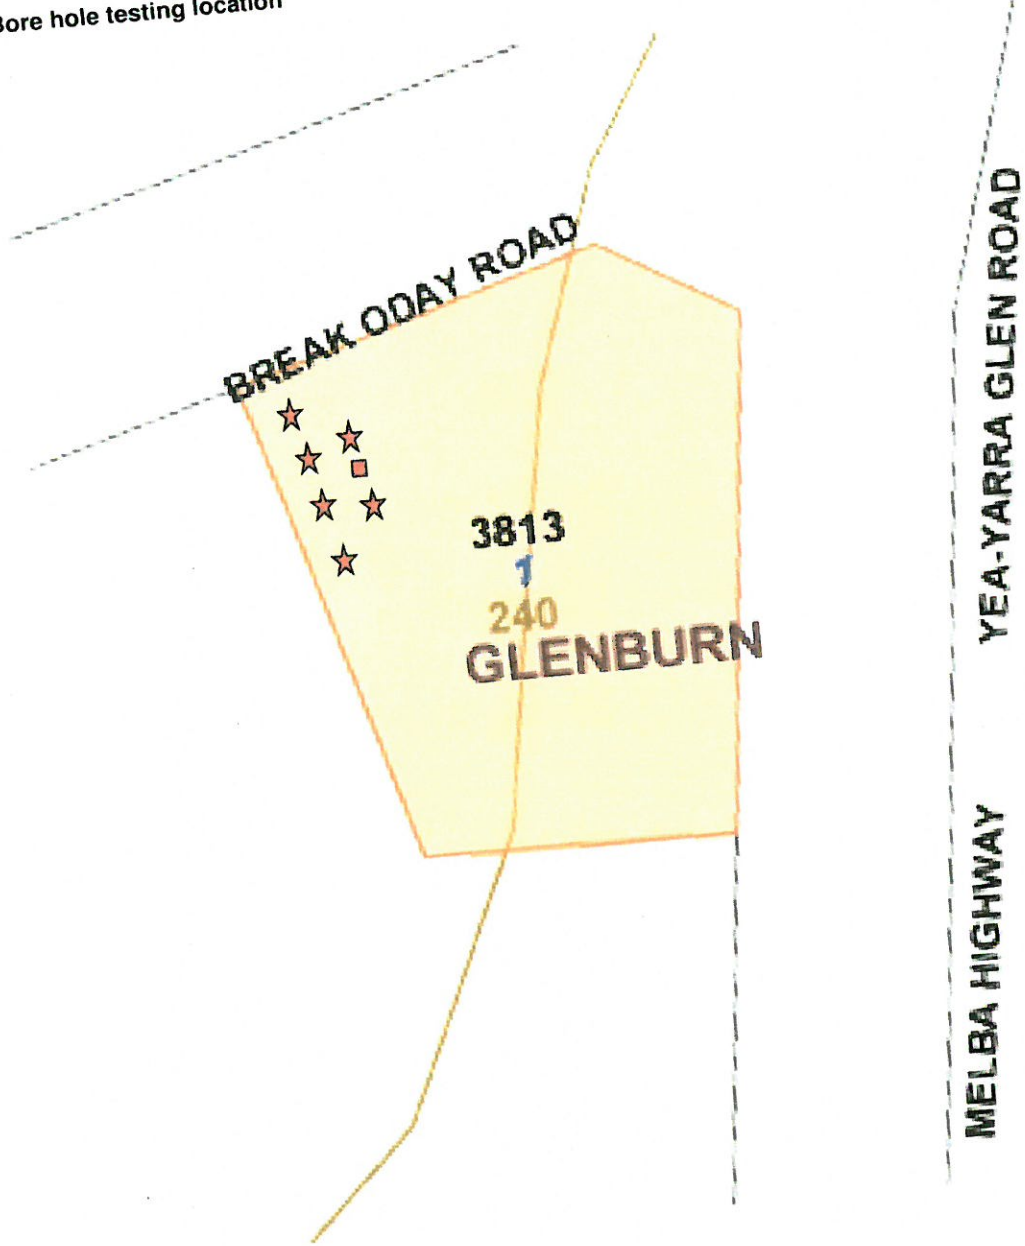 Bore hole testing location
BREAK ODAY ROAD
YEA-YARRA GLEN ROAD
3813
1
240
GLENBURN
MELBA HIGHWAY